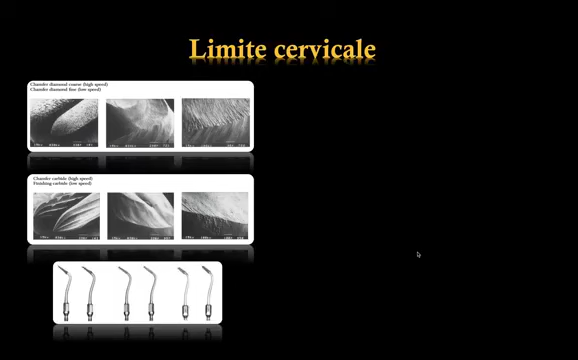 Limite cervicale
Chamfer diamond coarse (high speed)
Chamfer diamond fine (low speed)
Chamfer carbide (high speed)
Finishing carbide (low speed)